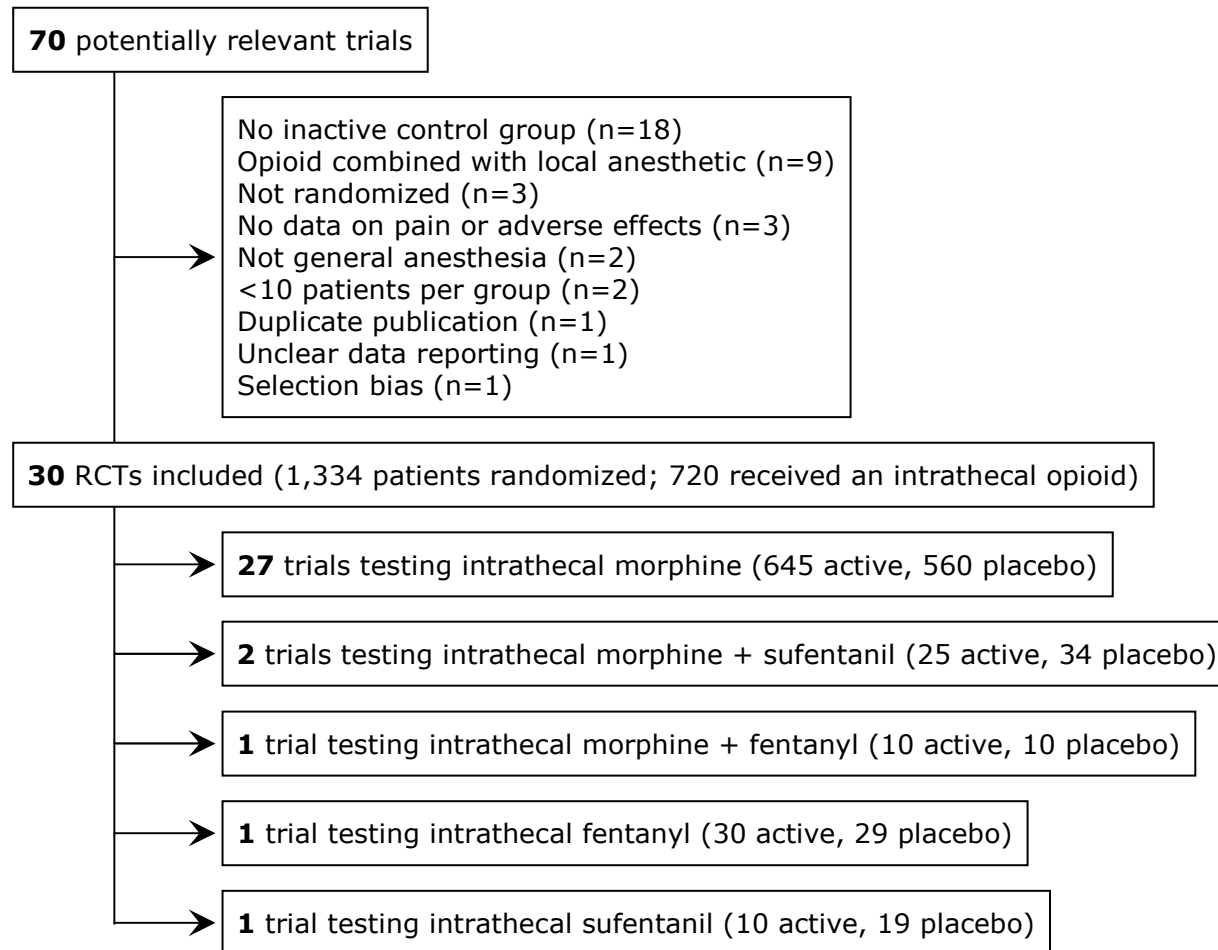 70 potentially relevant trials
No inactive control group (n=18)
Opioid combined with local anesthetic (n=9)
Not randomized (n=3)
No data on pain or adverse effects (n=3)
Not general anesthesia (n=2)
<10 patients per group (n=2)
Duplicate publication (n=1)
Unclear data reporting (n=1)
Selection bias (n=1)
30 RCTs included (1,334 patients randomized; 720 received an intrathecal opioid)
27 trials testing intrathecal morphine (645 active, 560 placebo)
2 trials testing intrathecal morphine + sufentanil (25 active, 34 placebo)
1 trial testing intrathecal morphine + fentanyl (10 active, 10 placebo)
1 trial testing intrathecal fentanyl (30 active, 29 placebo)
1 trial testing intrathecal sufentanil (10 active, 19 placebo)